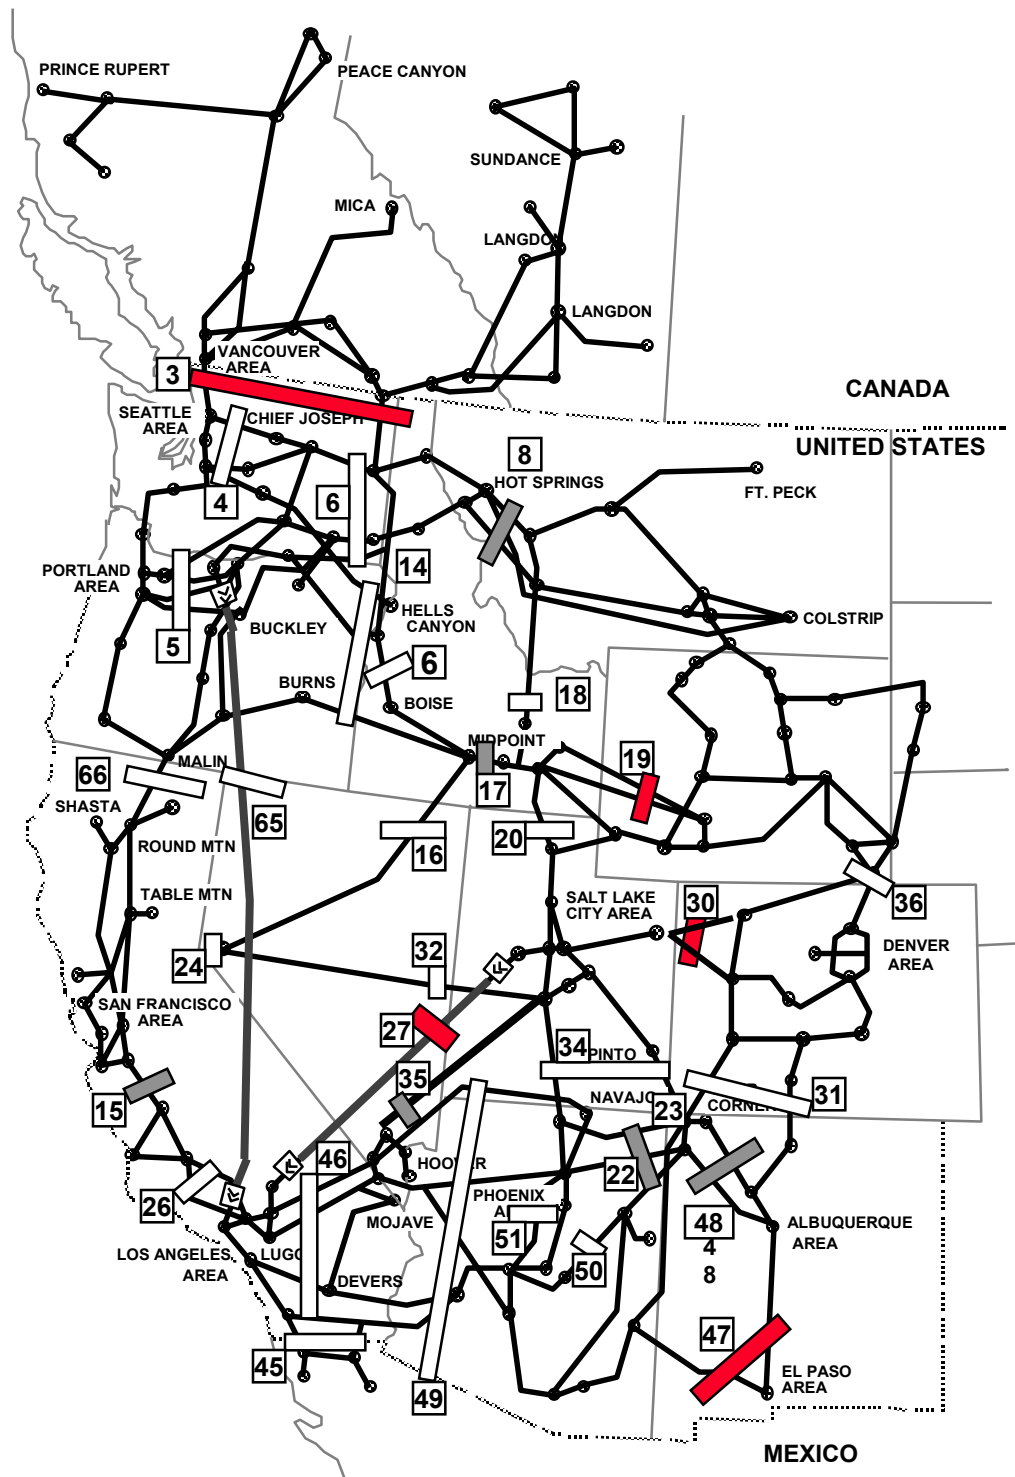 PRINCE RUPERT
PEACE CANYON
SUNDANCE
MICA
LANGDON
LANGDON
VANCOUVER
AREA
3
CANADA
SEATTLE
AREA
CHIEF JOSEPH
UNITED STATES
8
HOT SPRINGS
4
6
FT. PECK
14
PORTLAND
AREA
HELLS
CANYON
COLSTRIP
BUCKLEY
5
6
BURNS
BOISE
18
MIDPOINT
MALIN
66
19
17
SHASTA
65
20
ROUND MTN
16
TABLE MTN
SALT LAKE
CITY AREA
30
36
24
32
DENVER
AREA
SAN FRANCISCO
AREA
27
34
PINTO
35
15
NAVAJO
23
CORNER
31
46
HOOVER
22
26
PHOENIX
A
MOJAVE
48
ALBUQUERQUE
AREA
51
4
8
LOS ANGELES
AREA
LUGO
50
DEVERS
47
45
49
EL PASO
AREA
MEXICO